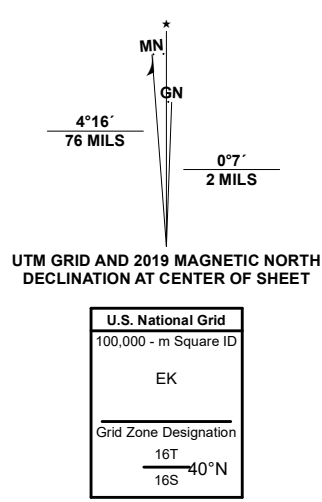 ★
MN
GN
4°16´
76 MILS
0°7´
2 MILS
UTM GRID AND 2019 MAGNETIC NORTH
DECLINATION AT CENTER OF SHEET
U.S. National Grid
100,000 - m Square ID
EK
Grid Zone Designation
16T
40°N
16S